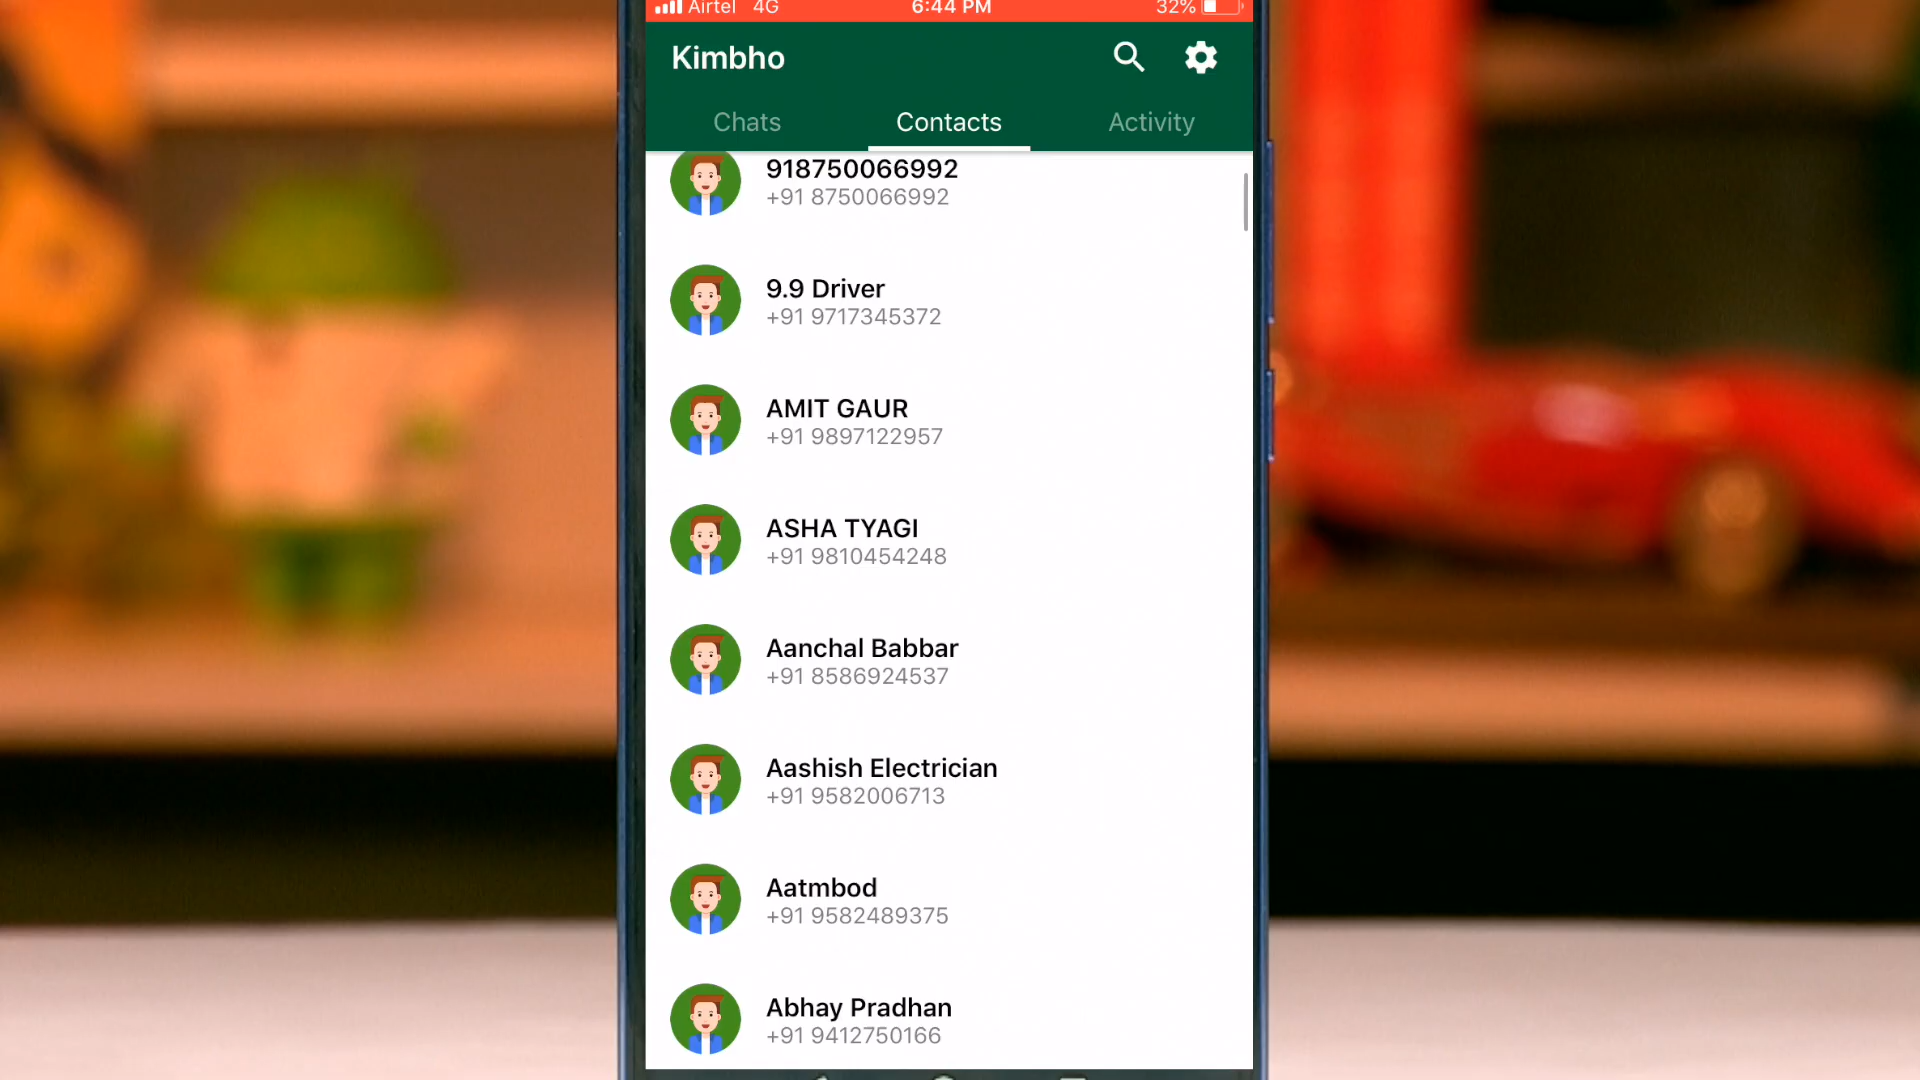 Airtel 4G 6:44 PM 32%
Kimbho
Chats Contacts Activity
918750066992
+91 8750066992
9.9 Driver
+91 9717345372
AMIT GAUR
+91 9897122957
ASHA TYAGI
+91 9810454248
Aanchal Babbar
+91 8586924537
Aashish Electrician
+91 9582006713
Aatmbod
+91 9582489375
Abhay Pradhan
+91 9412750166